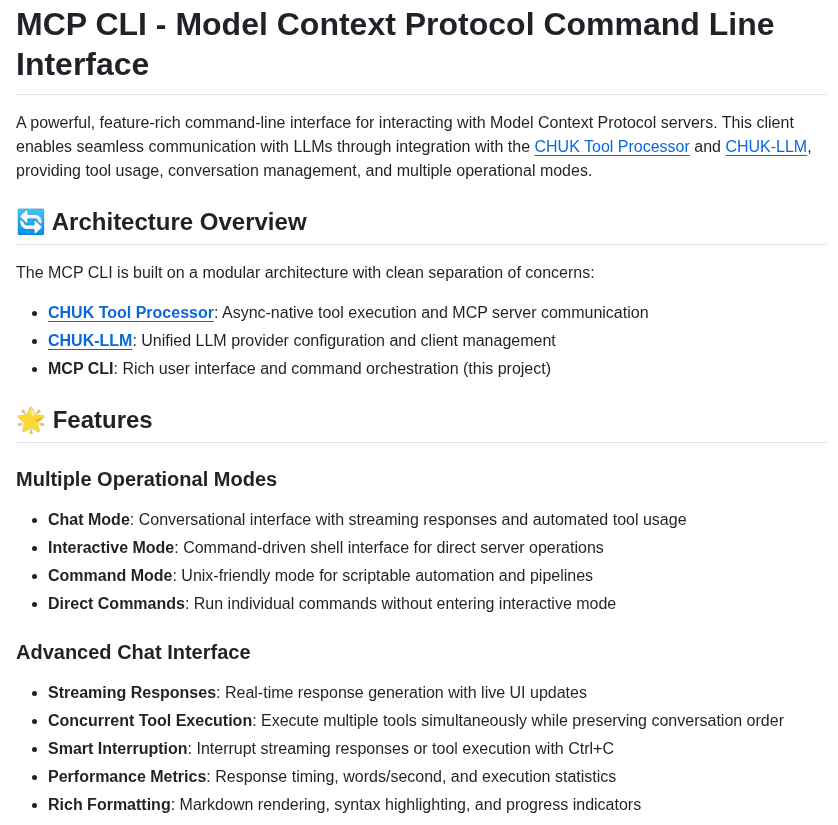 MCP CLI - Model Context Protocol Command Line
Interface
A powerful, feature-rich command-line interface for interacting with Model Context Protocol servers. This client
enables seamless communication with LLMs through integration with the CHUK Tool Processor and CHUK-LLM,
providing tool usage, conversation management, and multiple operational modes.
🔄 Architecture Overview
The MCP CLI is built on a modular architecture with clean separation of concerns:
• CHUK Tool Processor: Async-native tool execution and MCP server communication
• CHUK-LLM: Unified LLM provider configuration and client management
• MCP CLI: Rich user interface and command orchestration (this project)
🌟 Features
Multiple Operational Modes
• Chat Mode: Conversational interface with streaming responses and automated tool usage
• Interactive Mode: Command-driven shell interface for direct server operations
• Command Mode: Unix-friendly mode for scriptable automation and pipelines
• Direct Commands: Run individual commands without entering interactive mode
Advanced Chat Interface
• Streaming Responses: Real-time response generation with live UI updates
• Concurrent Tool Execution: Execute multiple tools simultaneously while preserving conversation order
• Smart Interruption: Interrupt streaming responses or tool execution with Ctrl+C
• Performance Metrics: Response timing, words/second, and execution statistics
• Rich Formatting: Markdown rendering, syntax highlighting, and progress indicators